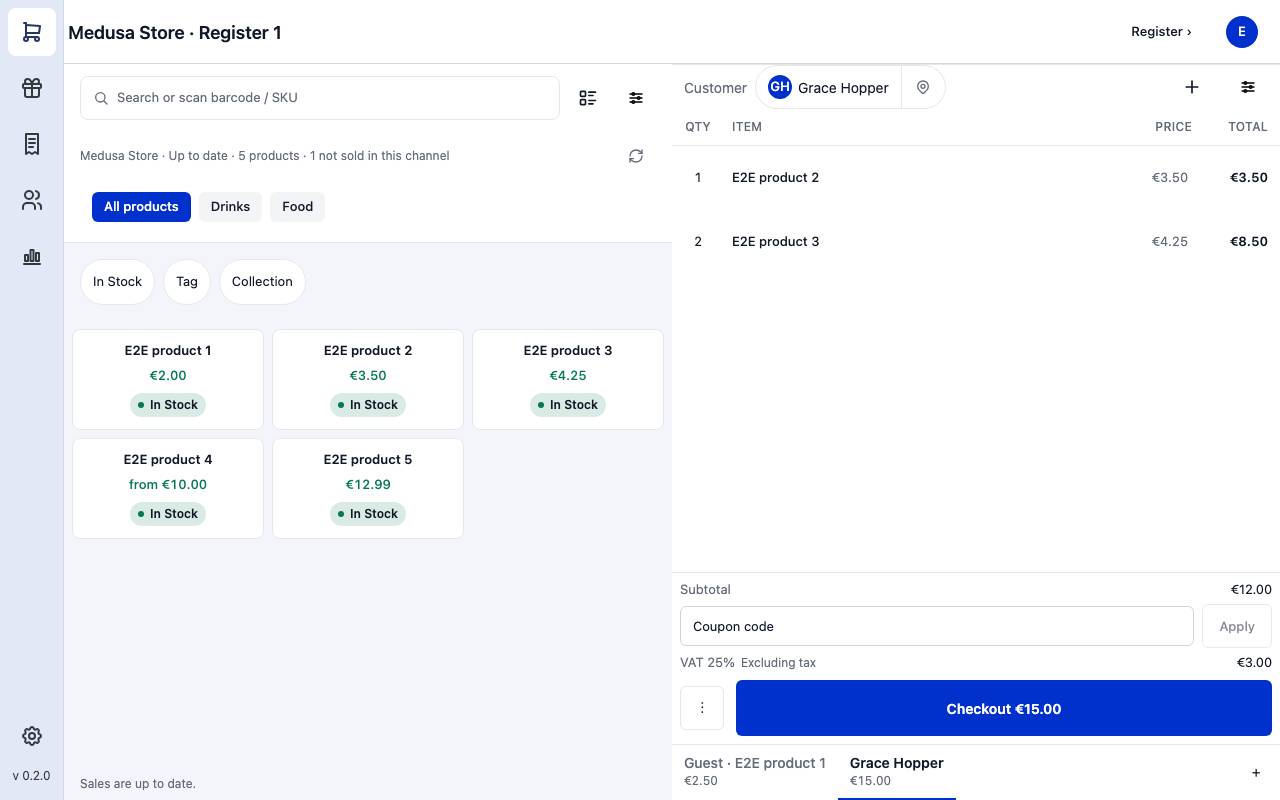 Medusa Store · Register 1
Register ›
E
Search or scan barcode / SKU
Medusa Store · Up to date · 5 products · 1 not sold in this channel
All products
Drinks
Food
In Stock
Tag
Collection
E2E product 1
€2.00
In Stock
E2E product 2
€3.50
In Stock
E2E product 3
€4.25
In Stock
E2E product 4
from €10.00
In Stock
E2E product 5
€12.99
In Stock
Sales are up to date.
v 0.2.0
Customer
GH
Grace Hopper
QTY ITEM PRICE TOTAL
1 E2E product 2 €3.50 €3.50
2 E2E product 3 €4.25 €8.50
Subtotal €12.00
Coupon code
Apply
VAT 25% Excluding tax €3.00
Checkout €15.00
Guest · E2E product 1
€2.50
Grace Hopper
€15.00
+